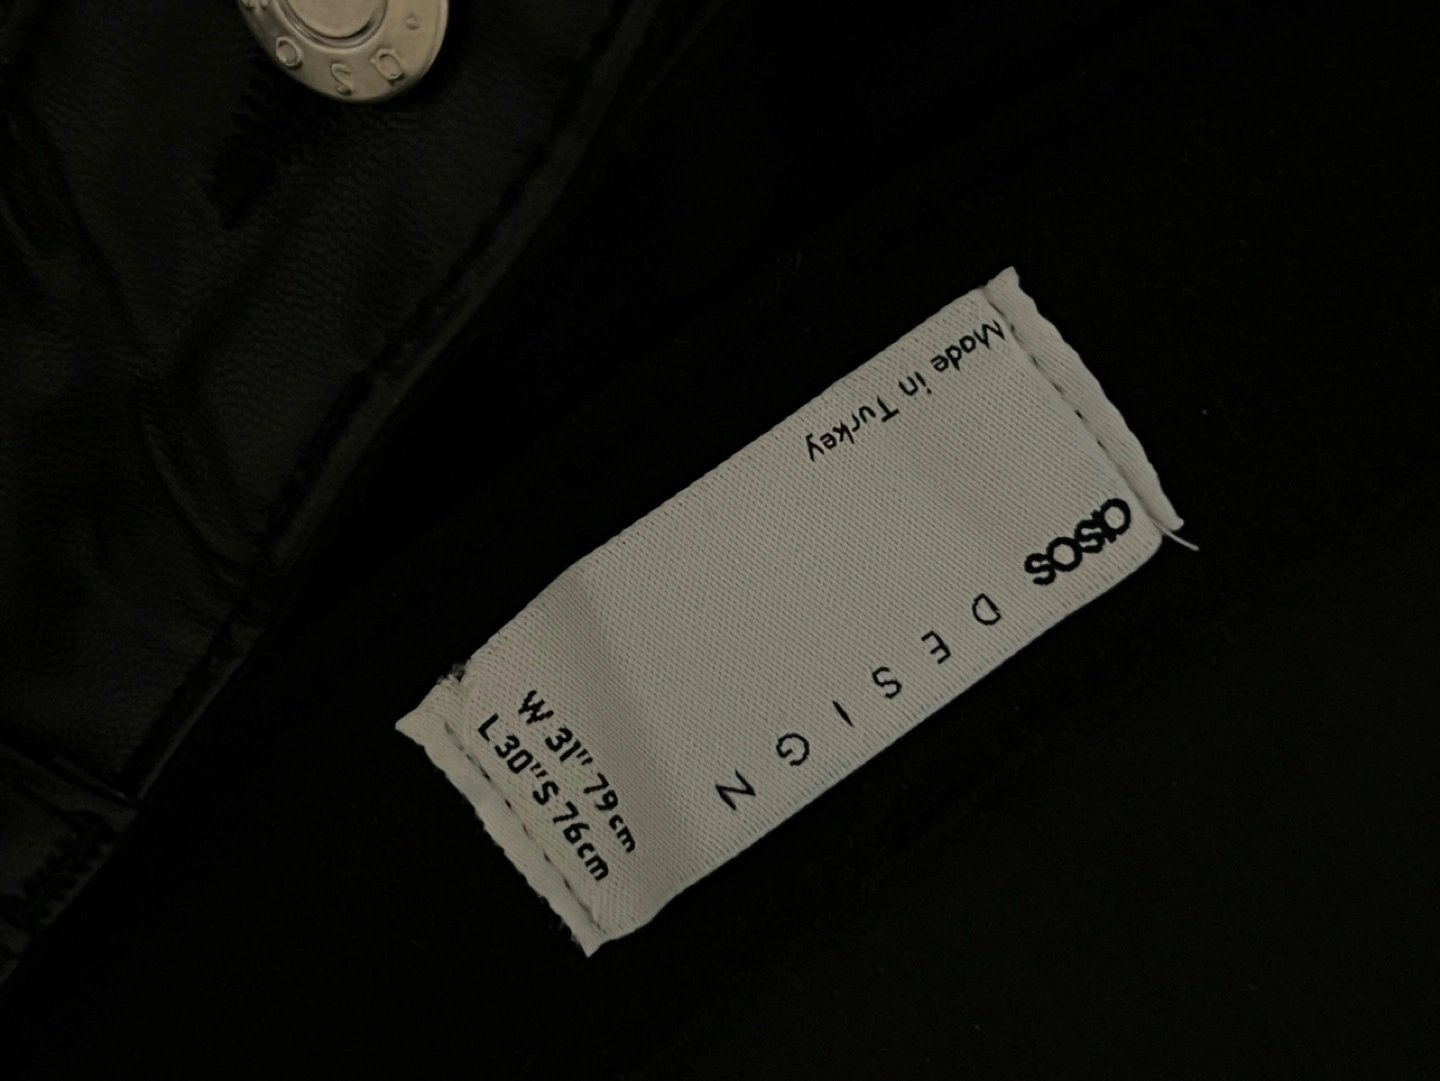 asos
DESIGN
Made in Turkey
W 31" 79cm
L 30"S 76cm